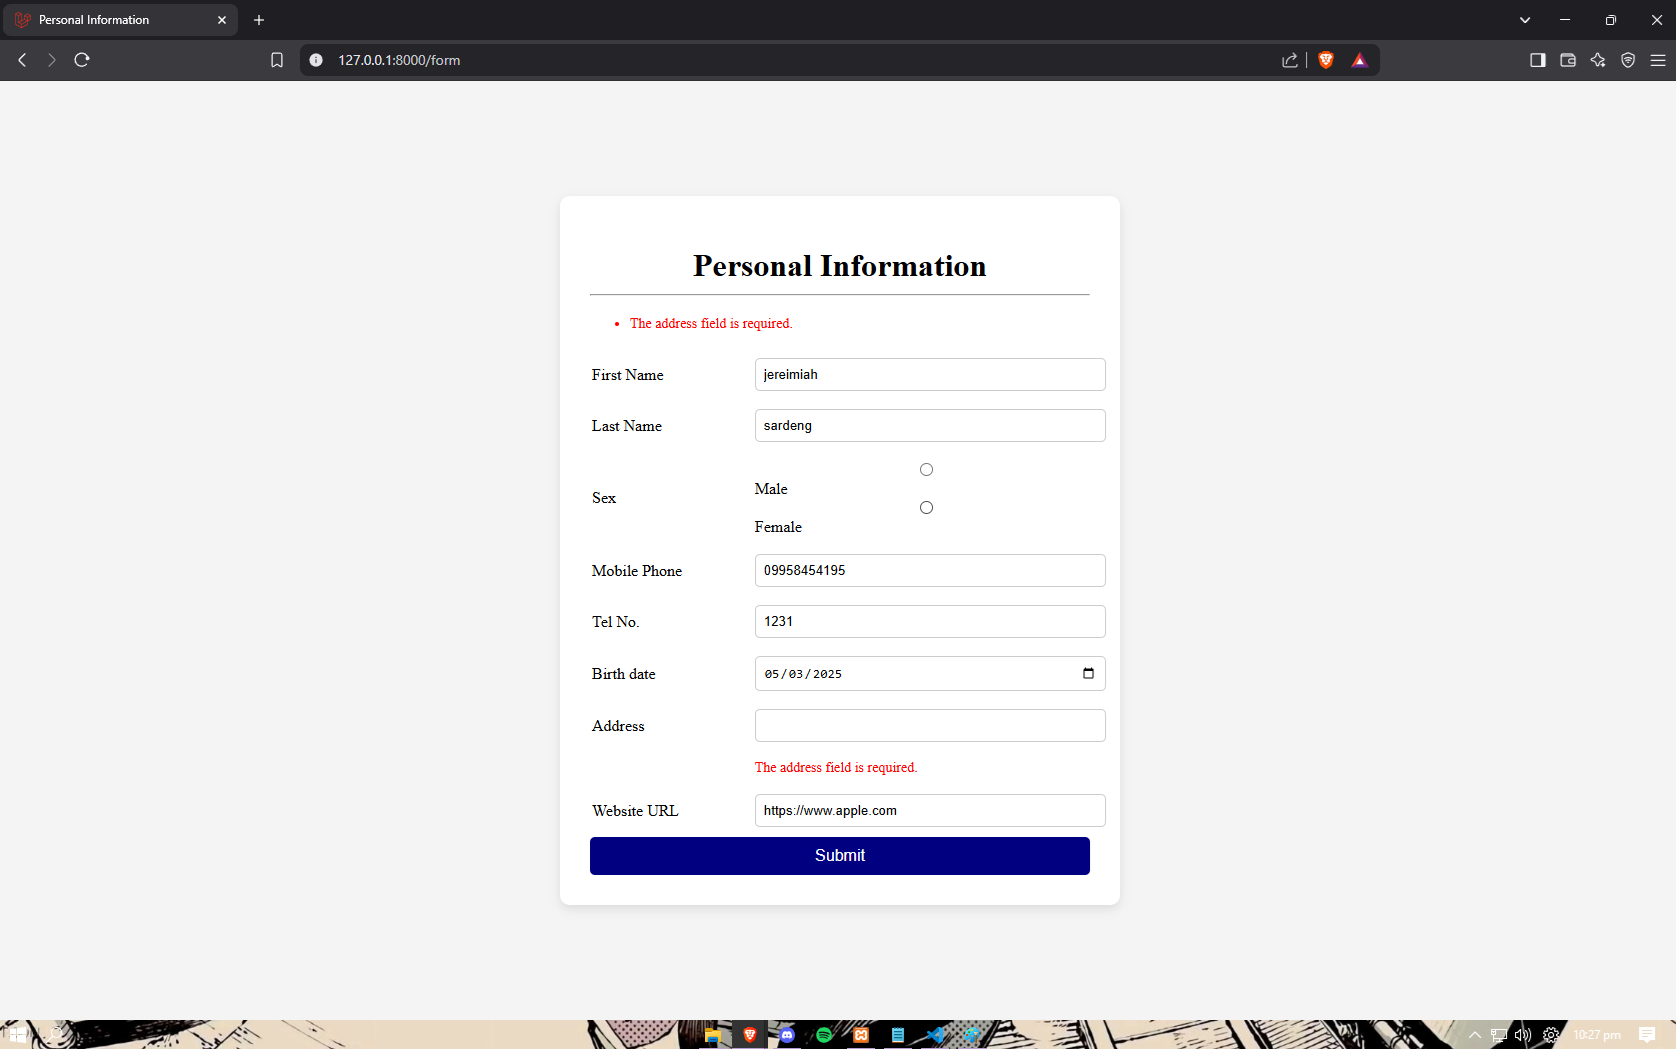 Personal Information
127.0.0.1:8000/form
Personal Information
The address field is required.
First Name
jereimiah
Last Name
sardeng
Sex
Male
Female
Mobile Phone
09958454195
Tel No.
1231
Birth date
05/03/2025
Address
The address field is required.
Website URL
https://www.apple.com
Submit
10:27 pm